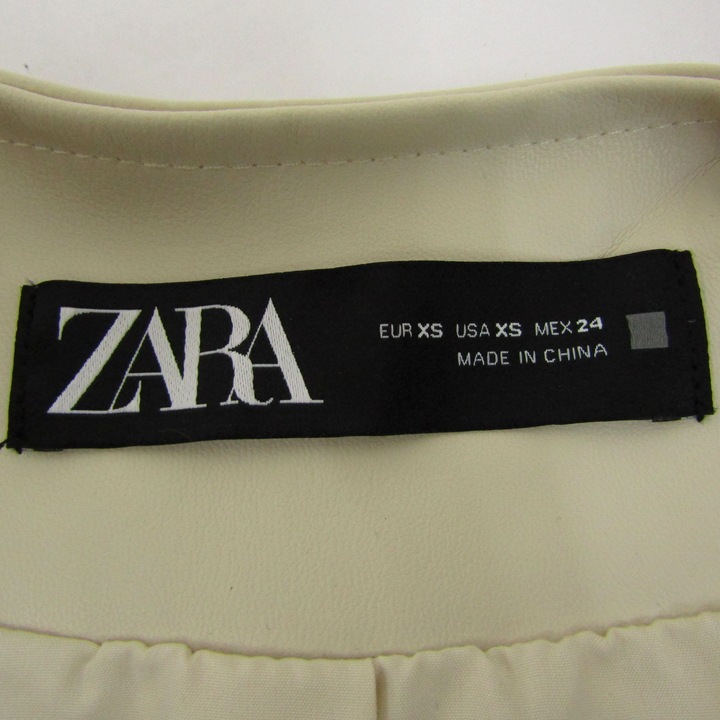 ZARA
EUR XS USA XS MEX 24
MADE IN CHINA